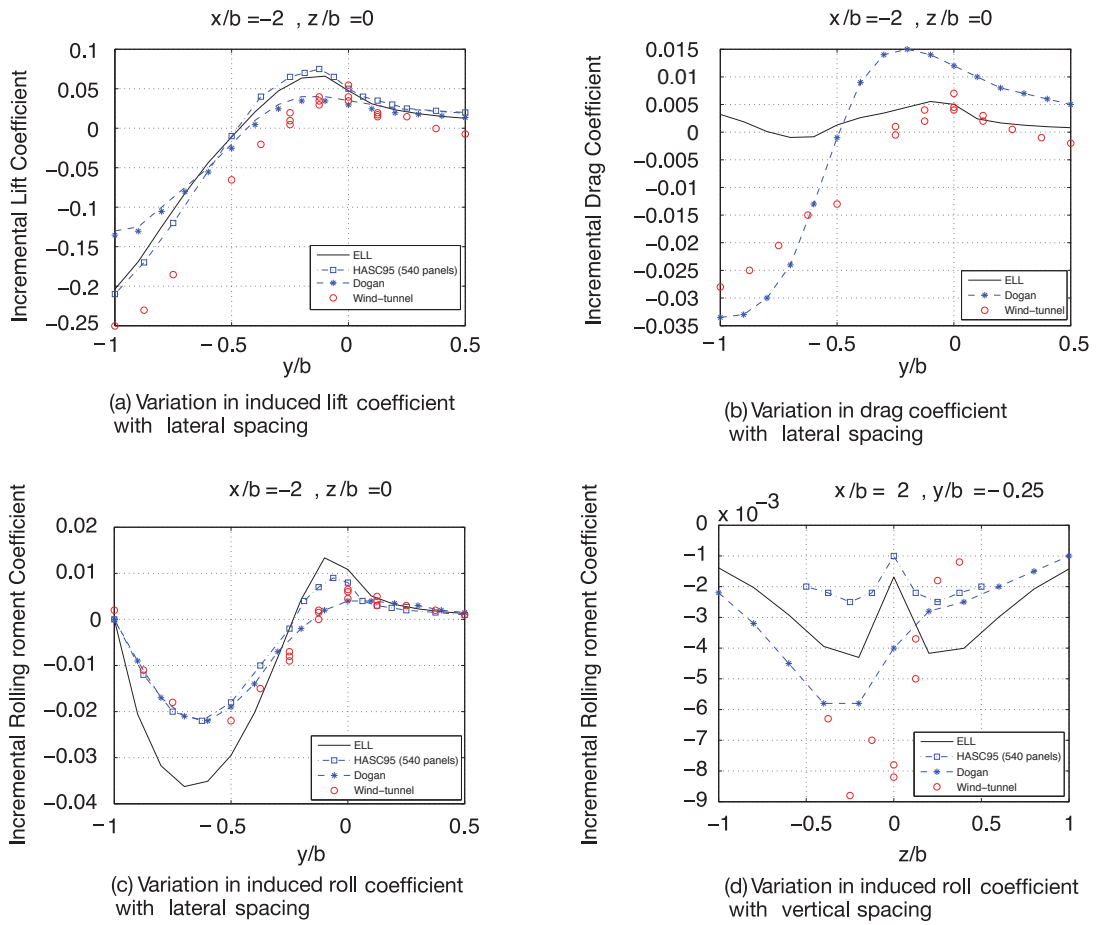 x/b =−2 , z/b =0
Incremental Lift Coefficient
0.1
0.05
0
−0.05
−0.1
−0.15
−0.2
−0.25
−1
−0.5
0
0.5
y/b
ELL
HASC95 (540 panels)
Dogan
Wind−tunnel
(a) Variation in induced lift coefficient
with lateral spacing
x/b =−2 , z/b =0
Incremental Drag Coefficient
0.015
0.01
0.005
0
−0.005
−0.01
−0.015
−0.02
−0.025
−0.03
−0.035
−1
−0.5
0
0.5
y/b
ELL
Dogan
Wind−tunnel
(b) Variation in drag coefficient
with lateral spacing
x/b =−2 , z/b =0
Incremental Rolling roment Coefficient
0.02
0.01
0
−0.01
−0.02
−0.03
−0.04
−1
−0.5
0
0.5
y/b
ELL
HASC95 (540 panels)
Dogan
Wind−tunnel
(c) Variation in induced roll coefficient
with lateral spacing
x/b = 2 , y/b =−0.25
x 10⁻³
Incremental Rolling roment Coefficient
0
−1
−2
−3
−4
−5
−6
−7
−8
−9
−1
−0.5
0
0.5
1
z/b
ELL
HASC95 (540 panels)
Dogan
Wind−tunnel
(d) Variation in induced roll coefficient
with vertical spacing